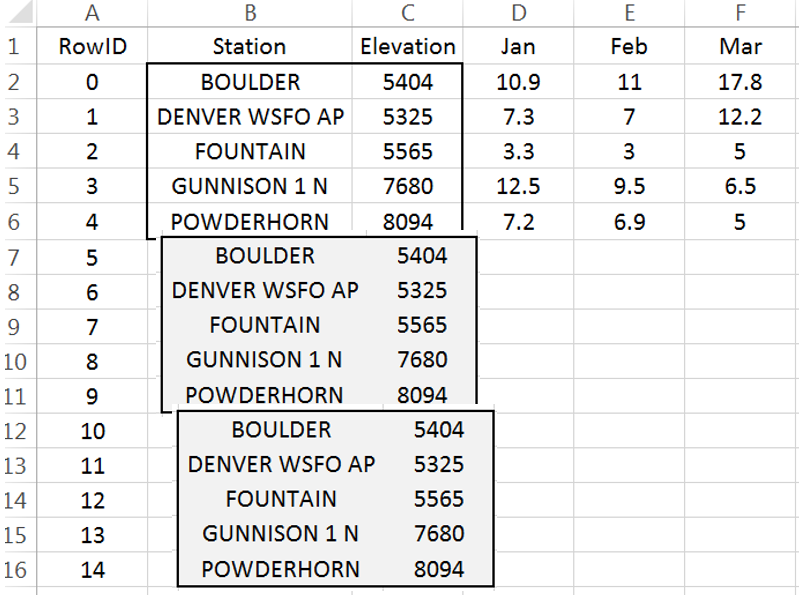 A B C D E F
1 RowID Station Elevation Jan Feb Mar
2 0 BOULDER 5404 10.9 11 17.8
3 1 DENVER WSFO AP 5325 7.3 7 12.2
4 2 FOUNTAIN 5565 3.3 3 5
5 3 GUNNISON 1 N 7680 12.5 9.5 6.5
6 4 POWDERHORN 8094 7.2 6.9 5
7 5 BOULDER 5404
8 6 DENVER WSFO AP 5325
9 7 FOUNTAIN 5565
10 8 GUNNISON 1 N 7680
11 9 POWDERHORN 8094
12 10 BOULDER 5404
13 11 DENVER WSFO AP 5325
14 12 FOUNTAIN 5565
15 13 GUNNISON 1 N 7680
16 14 POWDERHORN 8094